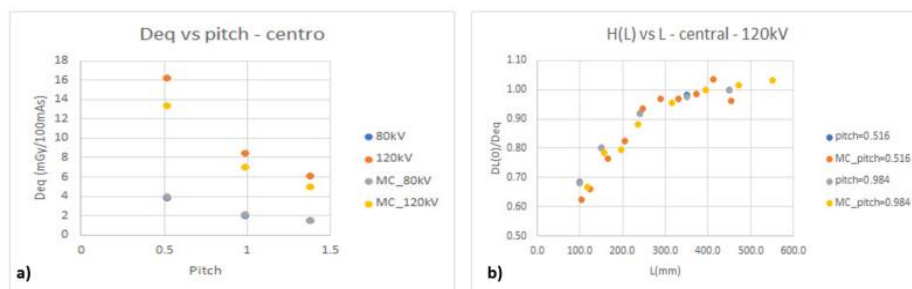 Deq vs pitch - centro
18
16
14
12
10
8
6
4
2
0
0 0.5 1 1.5
Deq (mGy/100mAs)
Pitch
80kV
120kV
MC_80kV
MC_120kV
a)
H(L) vs L - central - 120kV
1.10
1.00
0.90
0.80
0.70
0.60
0.50
0.0 100.0 200.0 300.0 400.0 500.0 600.0
DL(0)/Deq
L(mm)
pitch=0.516
MC_pitch=0.516
pitch=0.984
MC_pitch=0.984
b)